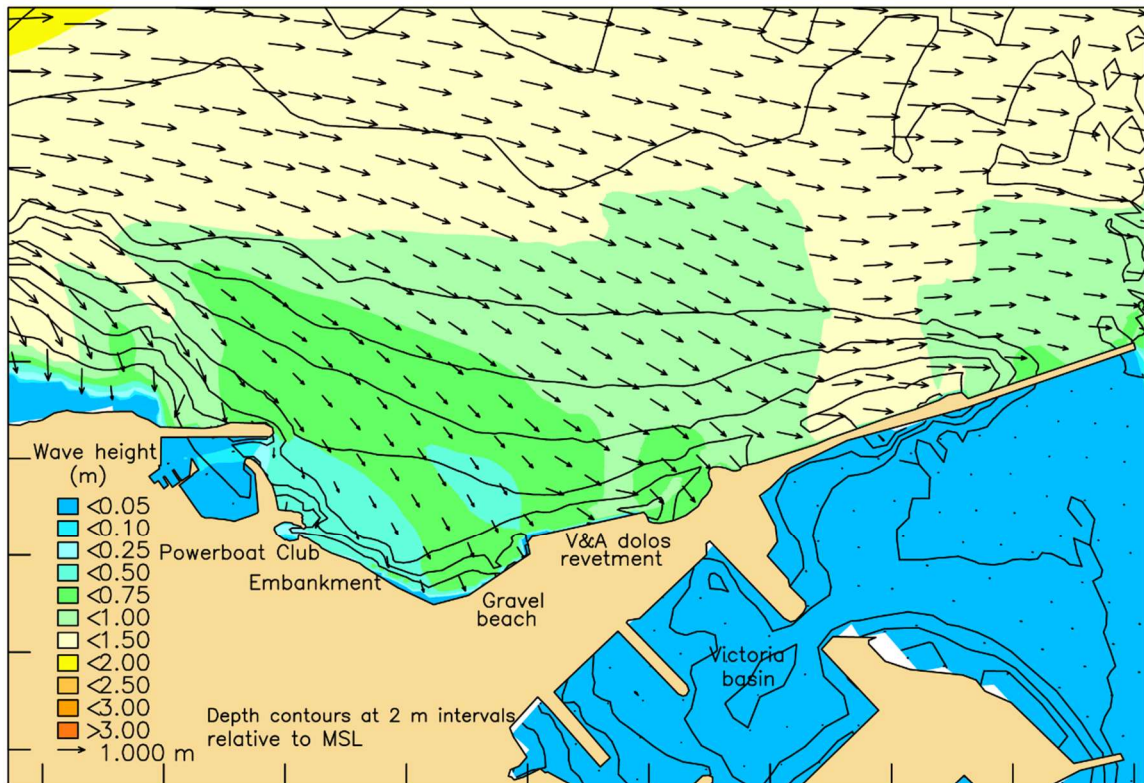 Wave height
(m)
<0.05
<0.10
<0.25
<0.50
<0.75
<1.00
<1.50
<2.00
<2.50
<3.00
>3.00
1.000 m
Powerboat Club
Embankment
Gravel
beach
V&A dolos
revetment
Victoria
basin
Depth contours at 2 m intervals
relative to MSL